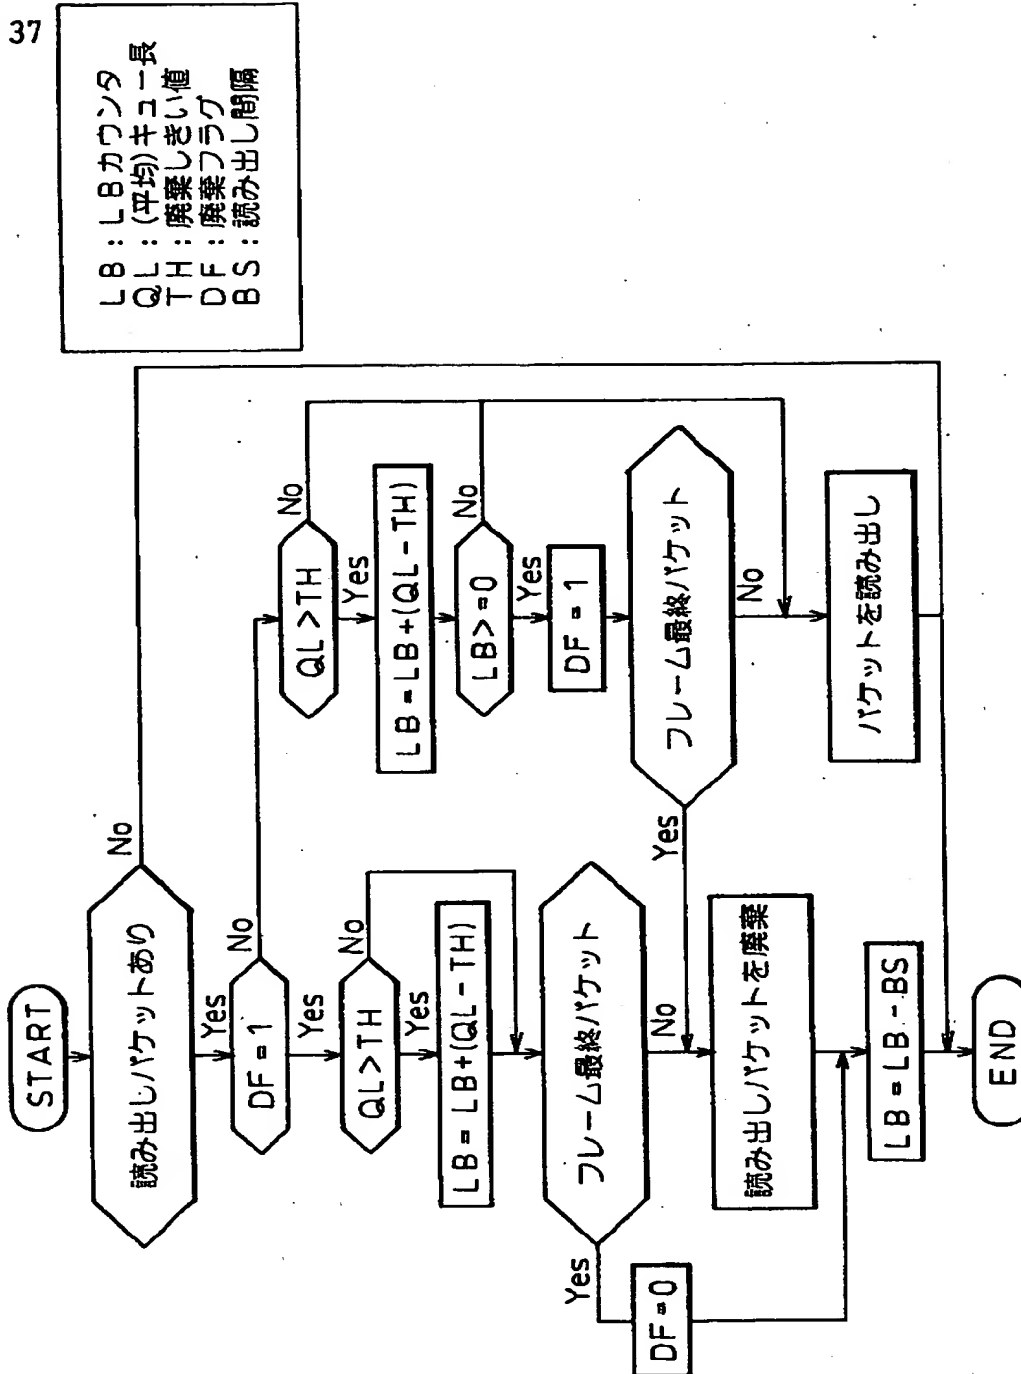 37
LB:LBカウンタ
QL:(平均)キュー長
TH:廃棄しきい値
DF:廃棄フラグ
BS:読み出し間隔
START
読み出しパケットあり
No
Yes
DF=1
No
Yes
QL>TH
No
Yes
LB=LB+(QL-TH)
フレーム最終パケット
Yes
No
DF=0
読み出しパケットを廃棄
LB=LB-BS
END
QL>TH
No
Yes
LB=LB+(QL-TH)
LB>=0
No
Yes
DF=1
フレーム最終パケット
Yes
No
パケットを読み出し